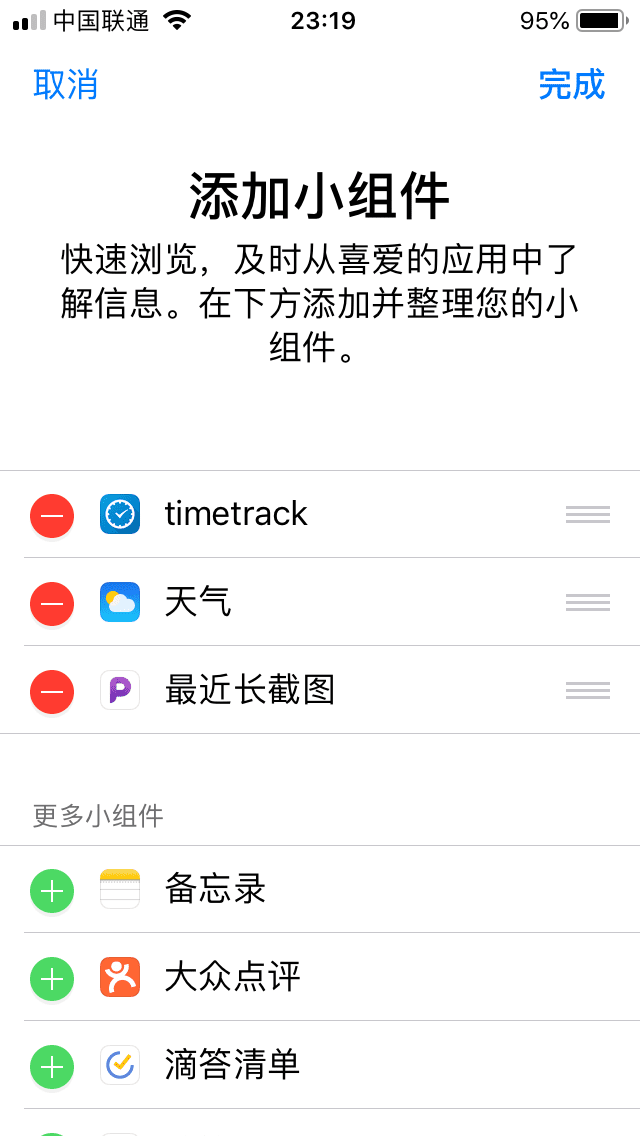 中国联通 23:19 95%
取消 完成
添加小组件
快速浏览，及时从喜爱的应用中了
解信息。在下方添加并整理您的小
组件。
timetrack
天气
最近长截图
更多小组件
备忘录
大众点评
滴答清单